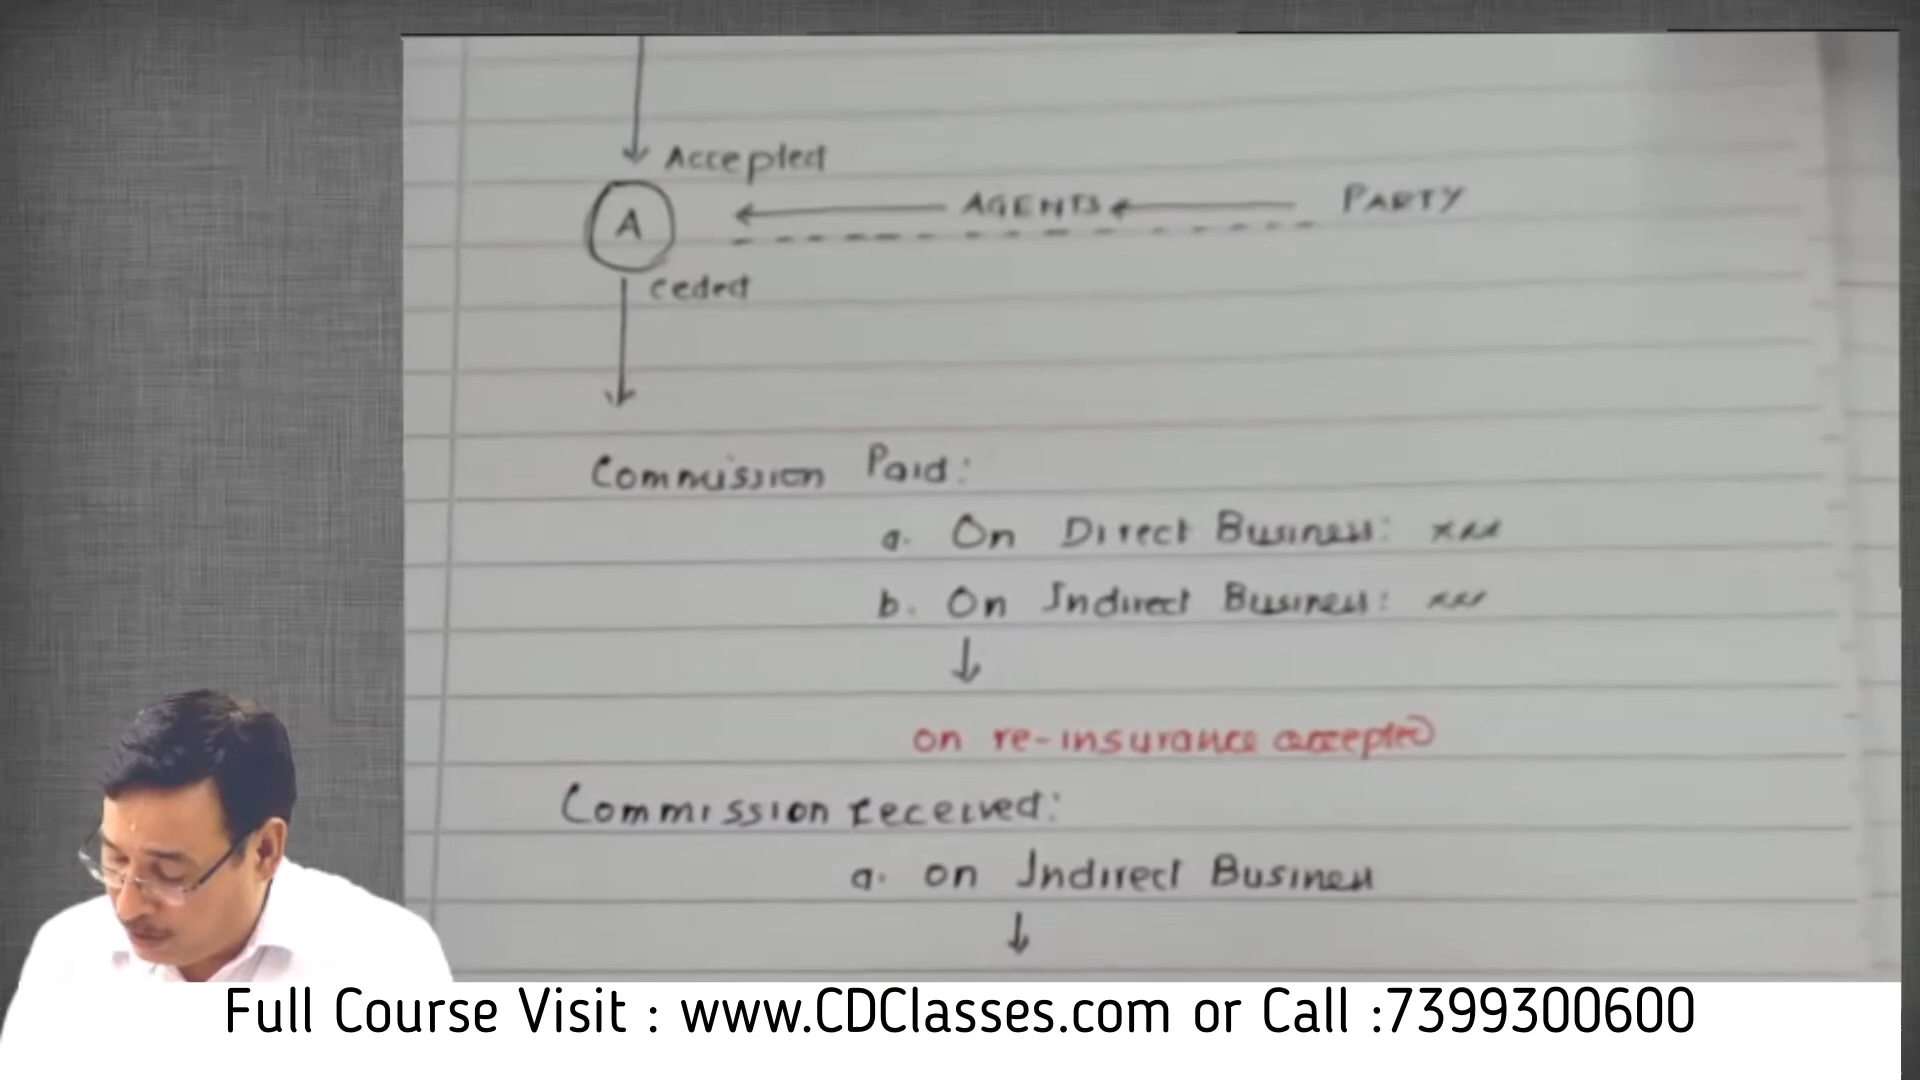 Accepted
A ← AGENTS ← PARTY
ceded
Commission Paid:
a. On Direct Business: xxx
b. On Indirect Business: xxx
on re-insurance accepted
Commission received:
a. on Indirect Business
Full Course Visit : www.CDClasses.com or Call :7399300600